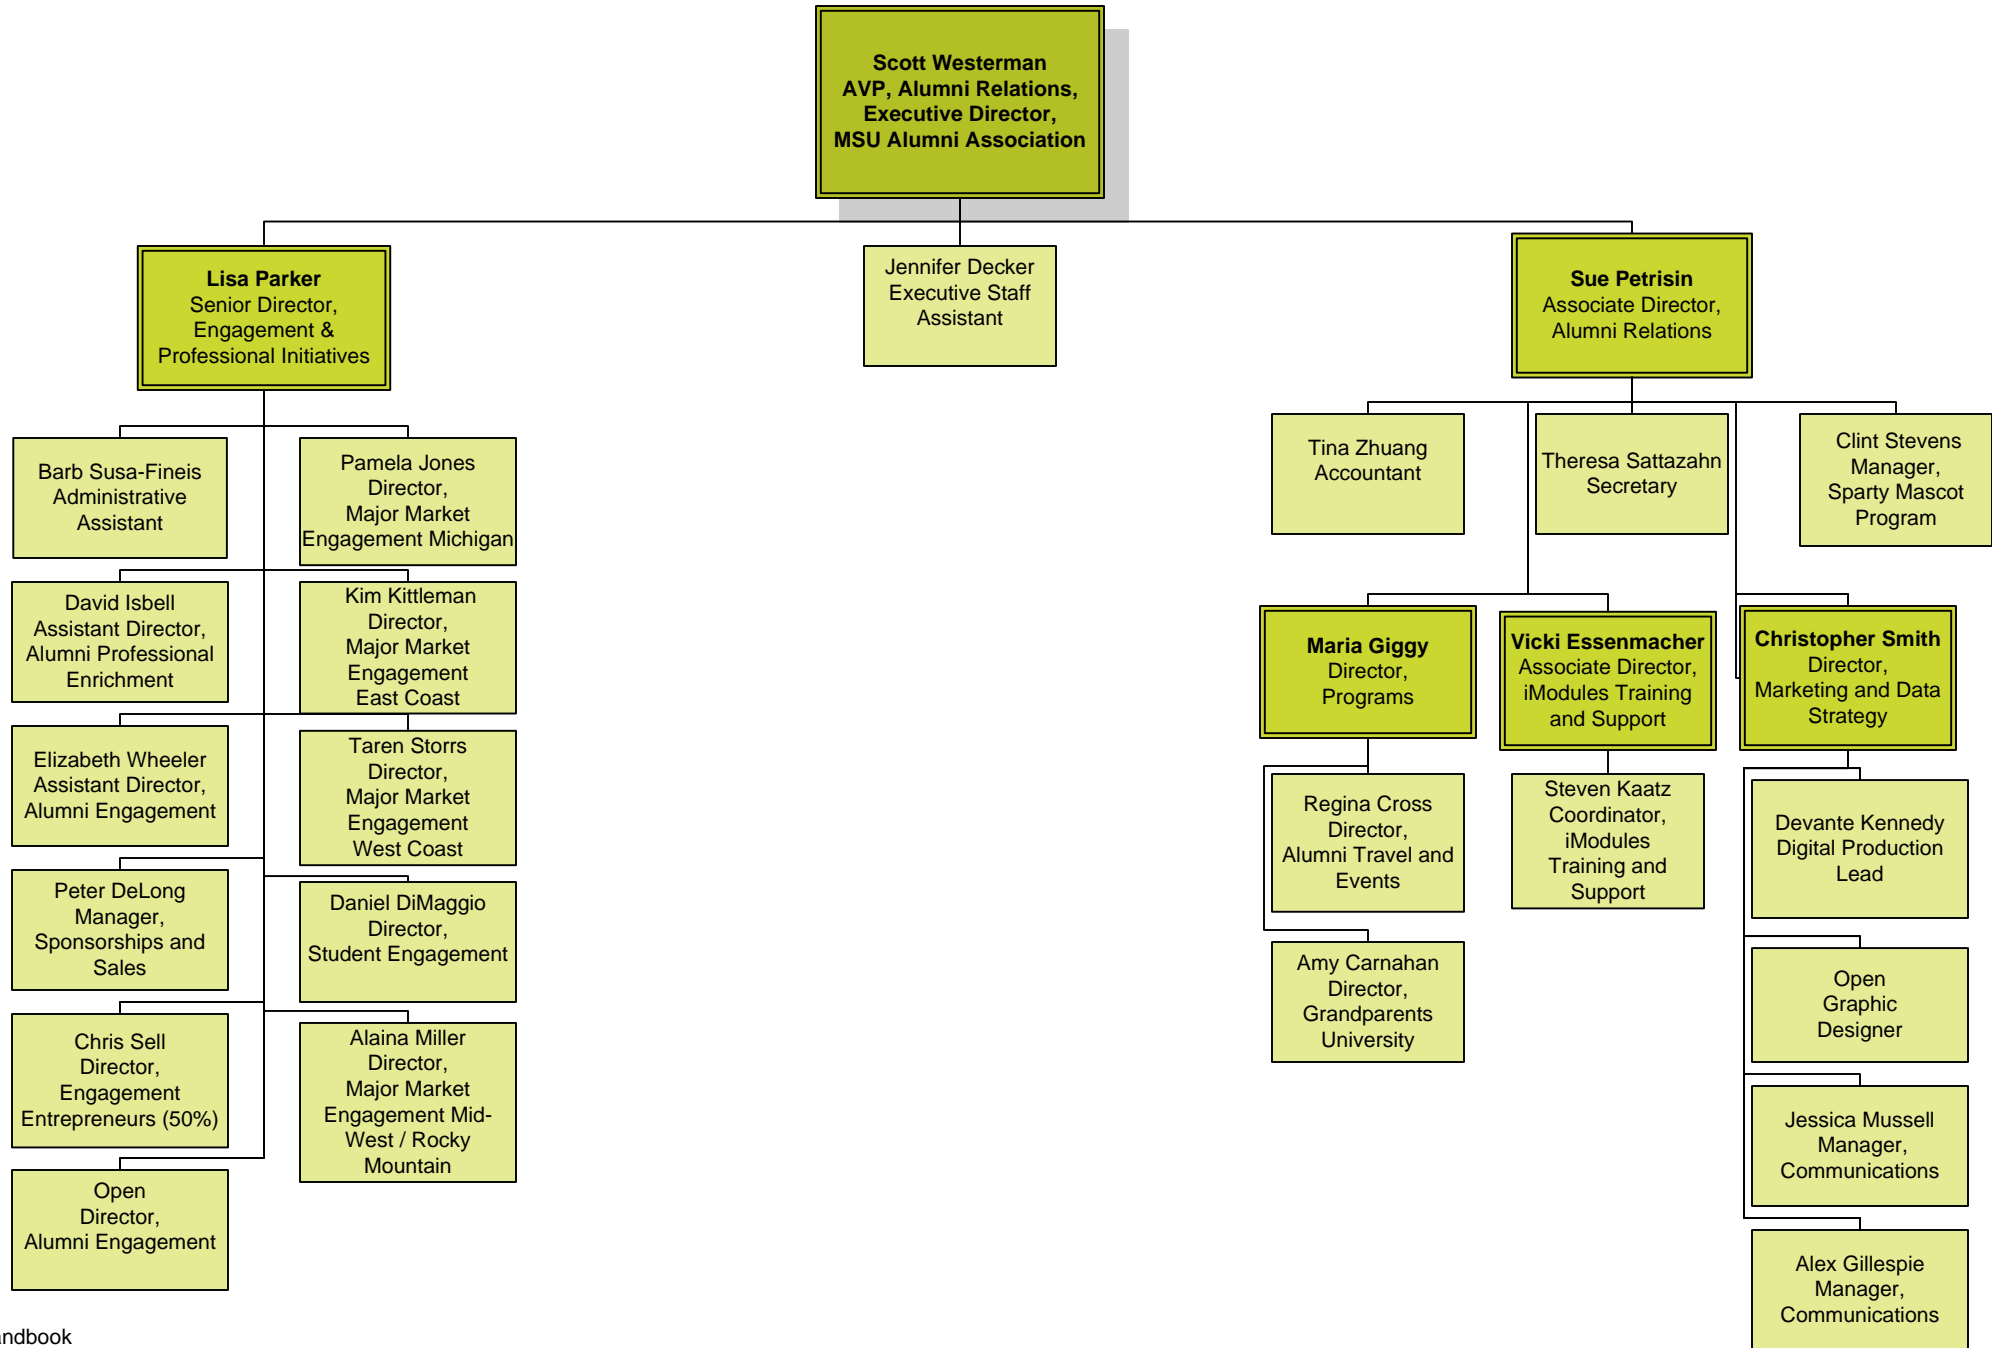 Scott Westerman
AVP, Alumni Relations,
Executive Director,
MSU Alumni Association
Lisa Parker
Senior Director,
Engagement &
Professional Initiatives
Jennifer Decker
Executive Staff
Assistant
Sue Petrisin
Associate Director,
Alumni Relations
Barb Susa-Fineis
Administrative
Assistant
Pamela Jones
Director,
Major Market
Engagement Michigan
David Isbell
Assistant Director,
Alumni Professional
Enrichment
Kim Kittleman
Director,
Major Market
Engagement
East Coast
Elizabeth Wheeler
Assistant Director,
Alumni Engagement
Taren Storrs
Director,
Major Market
Engagement
West Coast
Peter DeLong
Manager,
Sponsorships and
Sales
Daniel DiMaggio
Director,
Student Engagement
Chris Sell
Director,
Engagement
Entrepreneurs (50%)
Alaina Miller
Director,
Major Market
Engagement Mid-
West / Rocky
Mountain
Open
Director,
Alumni Engagement
Tina Zhuang
Accountant
Theresa Sattazahn
Secretary
Clint Stevens
Manager,
Sparty Mascot
Program
Maria Giggy
Director,
Programs
Vicki Essenmacher
Associate Director,
iModules Training
and Support
Christopher Smith
Director,
Marketing and Data
Strategy
Regina Cross
Director,
Alumni Travel and
Events
Amy Carnahan
Director,
Grandparents
University
Steven Kaatz
Coordinator,
iModules
Training and
Support
Devante Kennedy
Digital Production
Lead
Open
Graphic
Designer
Jessica Mussell
Manager,
Communications
Alex Gillespie
Manager,
Communications
andbook